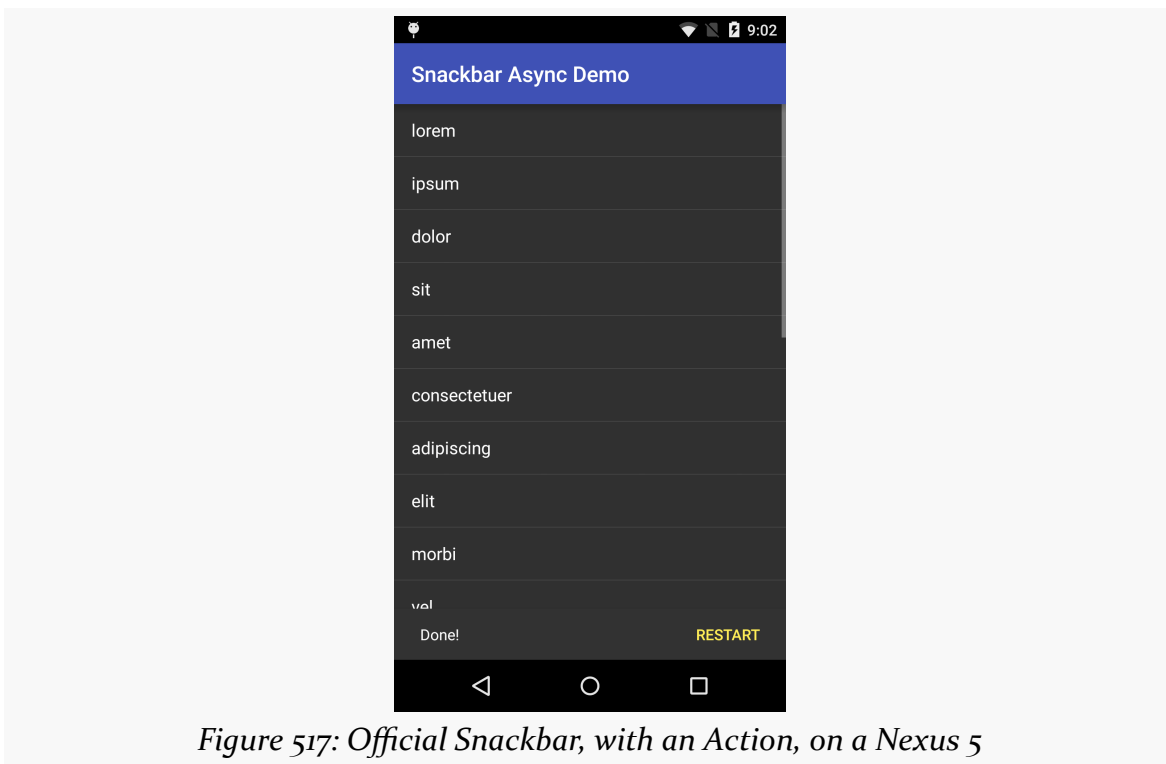 9:02
Snackbar Async Demo
lorem
ipsum
dolor
sit
amet
consectetuer
adipiscing
elit
morbi
vel
Done! RESTART
Figure 517: Official Snackbar, with an Action, on a Nexus 5